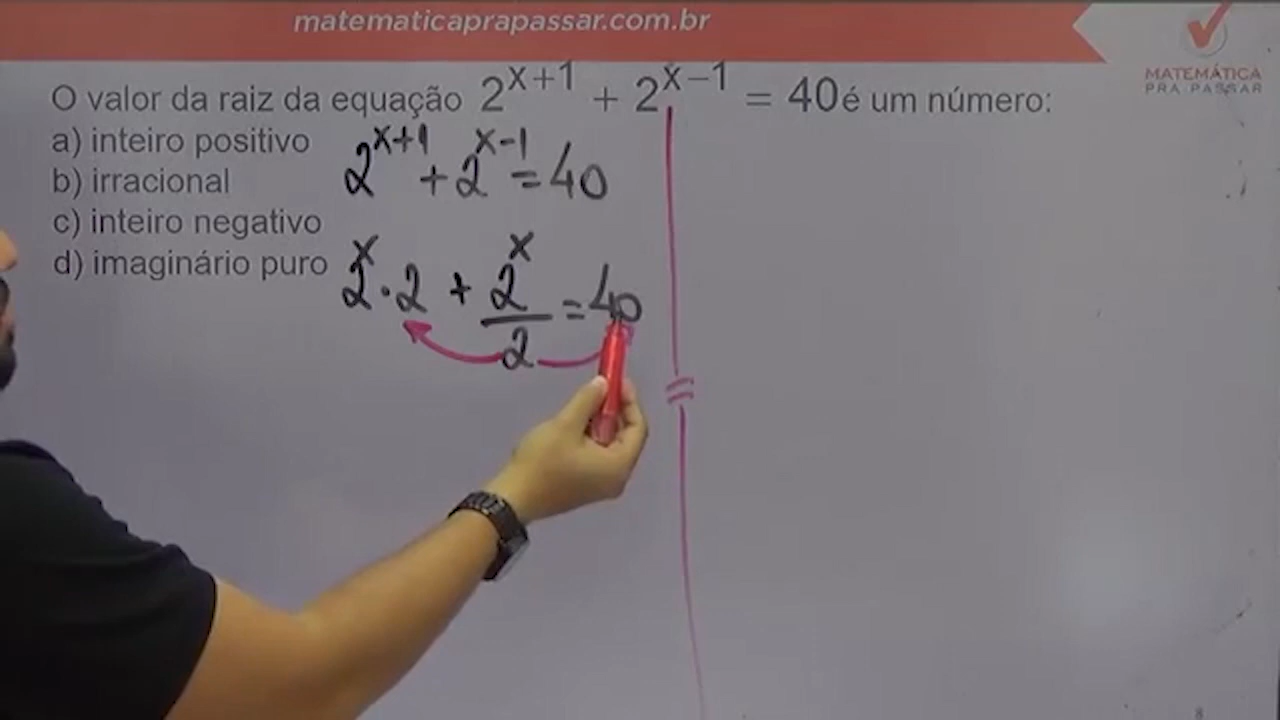 matematicaprapassar.com.br
MATEMÁTICA
PRA PASSAR
O valor da raiz da equação 2^{x+1} + 2^{x-1} = 40 é um número:
a) inteiro positivo
b) irracional
c) inteiro negativo
d) imaginário puro
2^{x+1} + 2^{x-1} = 40
2^x · 2 + 2^x/2 = 40
8